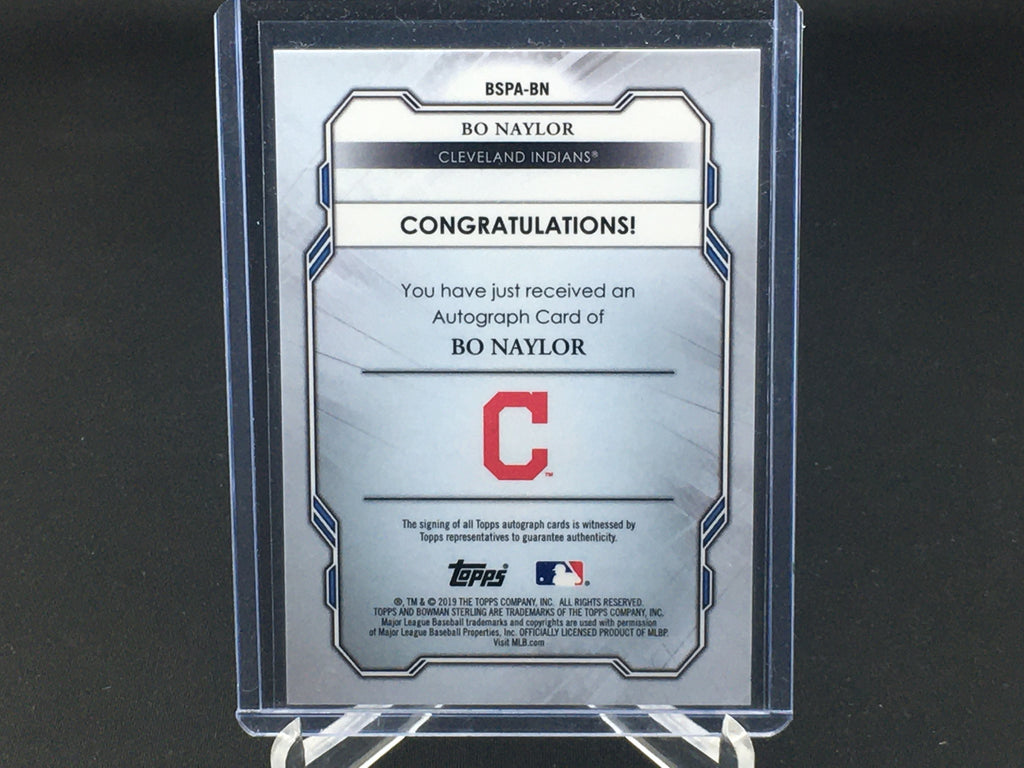 BSPA-BN
BO NAYLOR
CLEVELAND INDIANS®
CONGRATULATIONS!
You have just received an
Autograph Card of
BO NAYLOR
C™
The signing of all Topps autograph cards is witnessed by
Topps representatives to guarantee authenticity.
Topps ®
®, TM & © 2019 THE TOPPS COMPANY, INC. ALL RIGHTS RESERVED.
TOPPS AND BOWMAN STERLING ARE TRADEMARKS OF THE TOPPS COMPANY, INC.
Major League Baseball trademarks and copyrights are used with permission
of Major League Baseball Properties, Inc. OFFICIALLY LICENSED PRODUCT OF MLBP.
Visit MLB.com